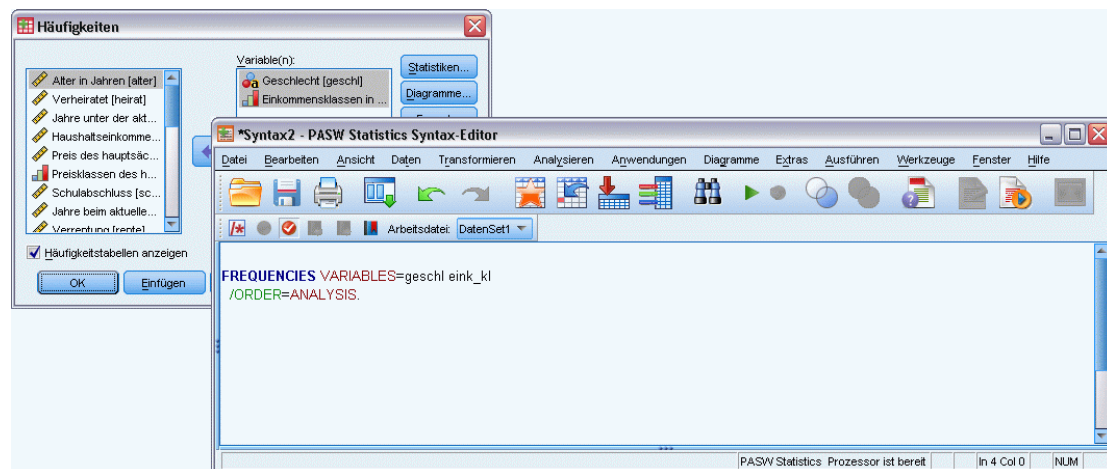 Häufigkeiten
Variable(n):
Alter in Jahren [alter]
Verheiratet [heirat]
Jahre unter der akt...
Haushaltseinkomme...
Preis des hauptsäc...
Preisklassen des h...
Schulabschluss [sc...
Jahre beim aktuelle...
Verrentung [rente]
Geschlecht [geschl]
Einkommensklassen in ...
Statistiken...
Diagramme...
Häufigkeitstabellen anzeigen
OK
Einfügen
*Syntax2 - PASW Statistics Syntax-Editor
Datei Bearbeiten Ansicht Daten Transformieren Analysieren Anwendungen Diagramme Extras Ausführen Werkzeuge Fenster Hilfe
Arbeitsdatei: DatenSet1
FREQUENCIES VARIABLES=geschl eink_kl
/ORDER=ANALYSIS.
PASW Statistics Prozessor ist bereit
In 4 Col 0
NUM